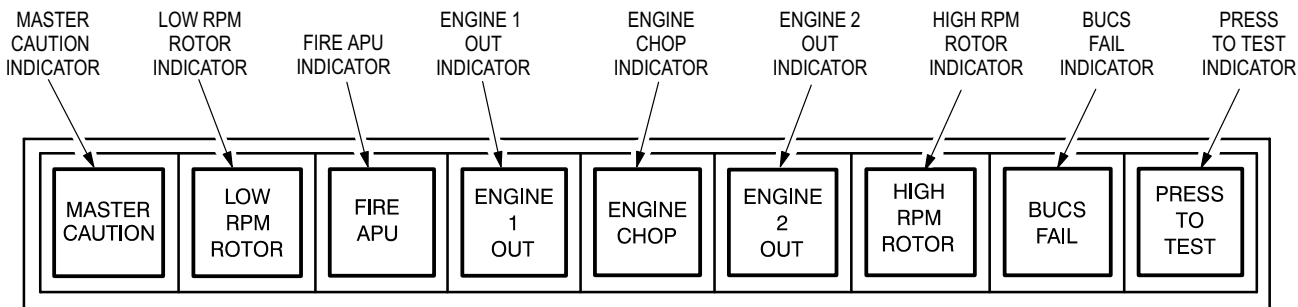 MASTER
CAUTION
INDICATOR
LOW RPM
ROTOR
INDICATOR
FIRE APU
INDICATOR
ENGINE 1
OUT
INDICATOR
ENGINE
CHOP
INDICATOR
ENGINE 2
OUT
INDICATOR
HIGH RPM
ROTOR
INDICATOR
BUCS
FAIL
INDICATOR
PRESS
TO TEST
INDICATOR
MASTER
CAUTION
LOW
RPM
ROTOR
FIRE
APU
ENGINE
1
OUT
ENGINE
CHOP
ENGINE
2
OUT
HIGH
RPM
ROTOR
BUCS
FAIL
PRESS
TO
TEST